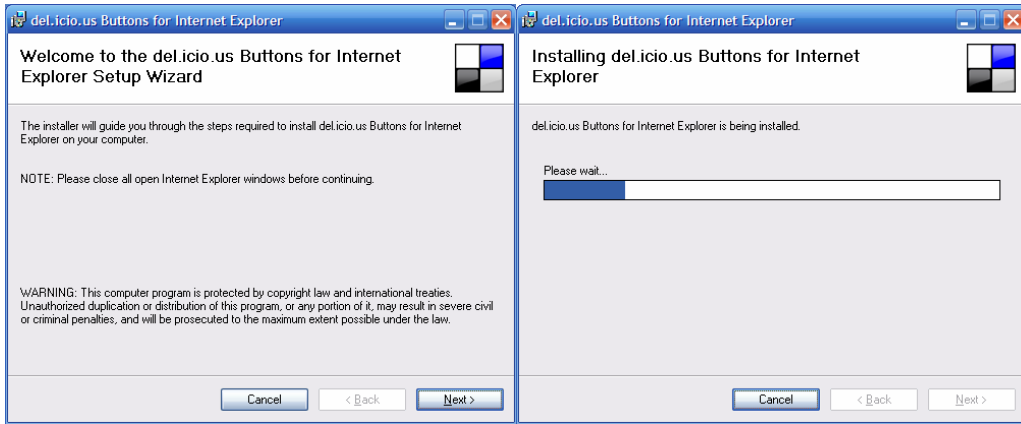 del.icio.us Buttons for Internet Explorer
Welcome to the del.icio.us Buttons for Internet
Explorer Setup Wizard
The installer will guide you through the steps required to install del.icio.us Buttons for Internet
Explorer on your computer.
NOTE: Please close all open Internet Explorer windows before continuing.
WARNING: This computer program is protected by copyright law and international treaties.
Unauthorized duplication or distribution of this program, or any portion of it, may result in severe civil
or criminal penalties, and will be prosecuted to the maximum extent possible under the law.
Cancel
< Back
Next >
del.icio.us Buttons for Internet Explorer
Installing del.icio.us Buttons for Internet
Explorer
del.icio.us Buttons for Internet Explorer is being installed.
Please wait...
Cancel
< Back
Next >